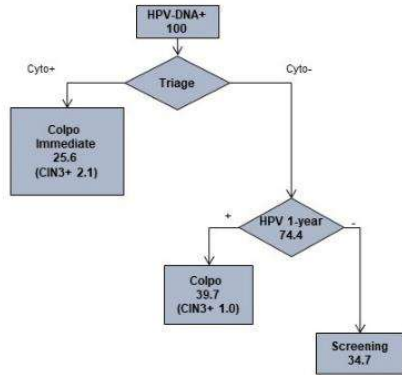 HPV-DNA+
100
Cyto+
Triage
Cyto-
Colpo
Immediate
25.6
(CIN3+ 2.1)
+
HPV 1-year
-
74.4
Colpo
39.7
(CIN3+ 1.0)
Screening
34.7